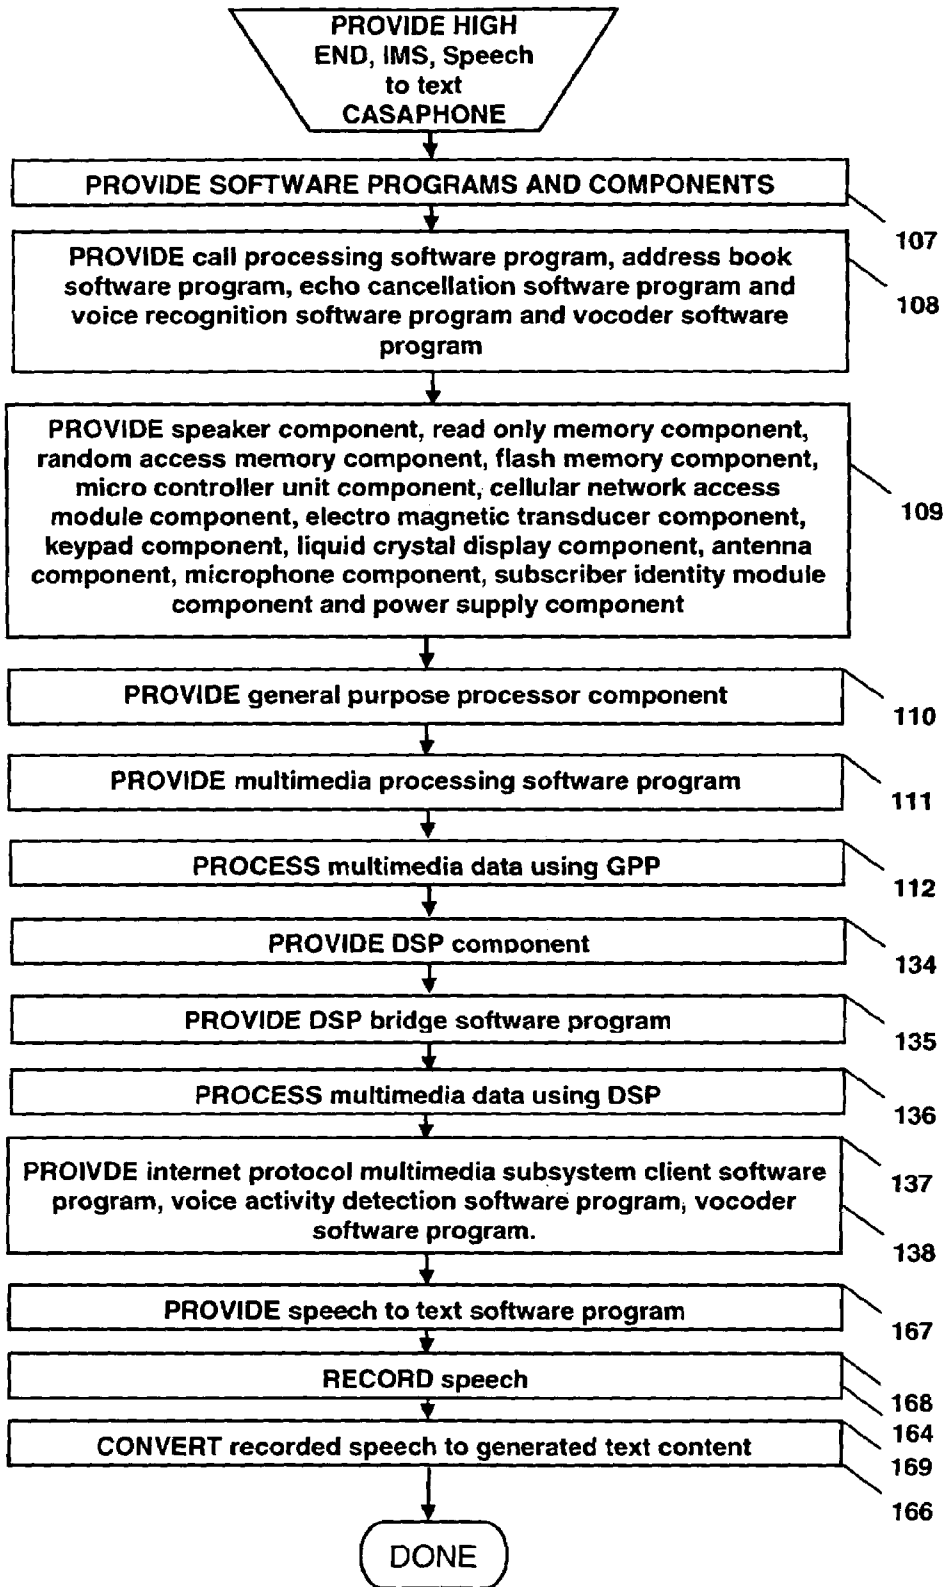 PROVIDE HIGH
END, IMS, Speech
to text
CASAPHONE
PROVIDE SOFTWARE PROGRAMS AND COMPONENTS
107
PROVIDE call processing software program, address book
software program, echo cancellation software program and
voice recognition software program and vocoder software
program
108
PROVIDE speaker component, read only memory component,
random access memory component, flash memory component,
micro controller unit component, cellular network access
module component, electro magnetic transducer component,
keypad component, liquid crystal display component, antenna
component, microphone component, subscriber identity module
component and power supply component
109
PROVIDE general purpose processor component
110
PROVIDE multimedia processing software program
111
PROCESS multimedia data using GPP
112
PROVIDE DSP component
134
PROVIDE DSP bridge software program
135
PROCESS multimedia data using DSP
136
PROIVDE internet protocol multimedia subsystem client software
program, voice activity detection software program, vocoder
software program.
137
138
PROVIDE speech to text software program
167
RECORD speech
168
164
CONVERT recorded speech to generated text content
169
166
DONE